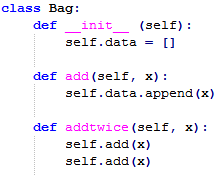 class Bag:
    def __init__ (self):
        self.data = []

    def add(self, x):
        self.data.append(x)

    def addtwice(self, x):
        self.add(x)
        self.add(x)